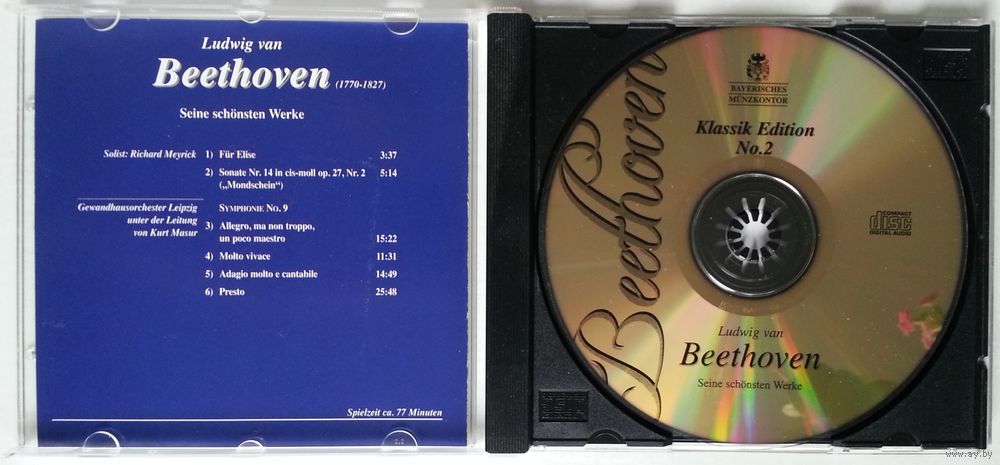 Ludwig van
Beethoven (1770-1827)
Seine schönsten Werke
Solist: Richard Meyrick 1) Für Elise 3:37
2) Sonate Nr. 14 in cis-moll op. 27, Nr. 2 5:14
(„Mondschein“)
Gewandhausorchester Leipzig SYMPHONIE NO. 9
unter der Leitung 3) Allegro, ma non troppo,
von Kurt Masur un poco maestro 15:22
4) Molto vivace 11:31
5) Adagio molto e cantabile 14:49
6) Presto 25:48
Spielzeit ca. 77 Minuten
BAYERISCHES
MÜNZKONTOR
Klassik Edition
No.2
Beethoven
COMPACT
disc
DIGITAL AUDIO
Ludwig van
Beethoven
Seine schönsten Werke
www.ay.by